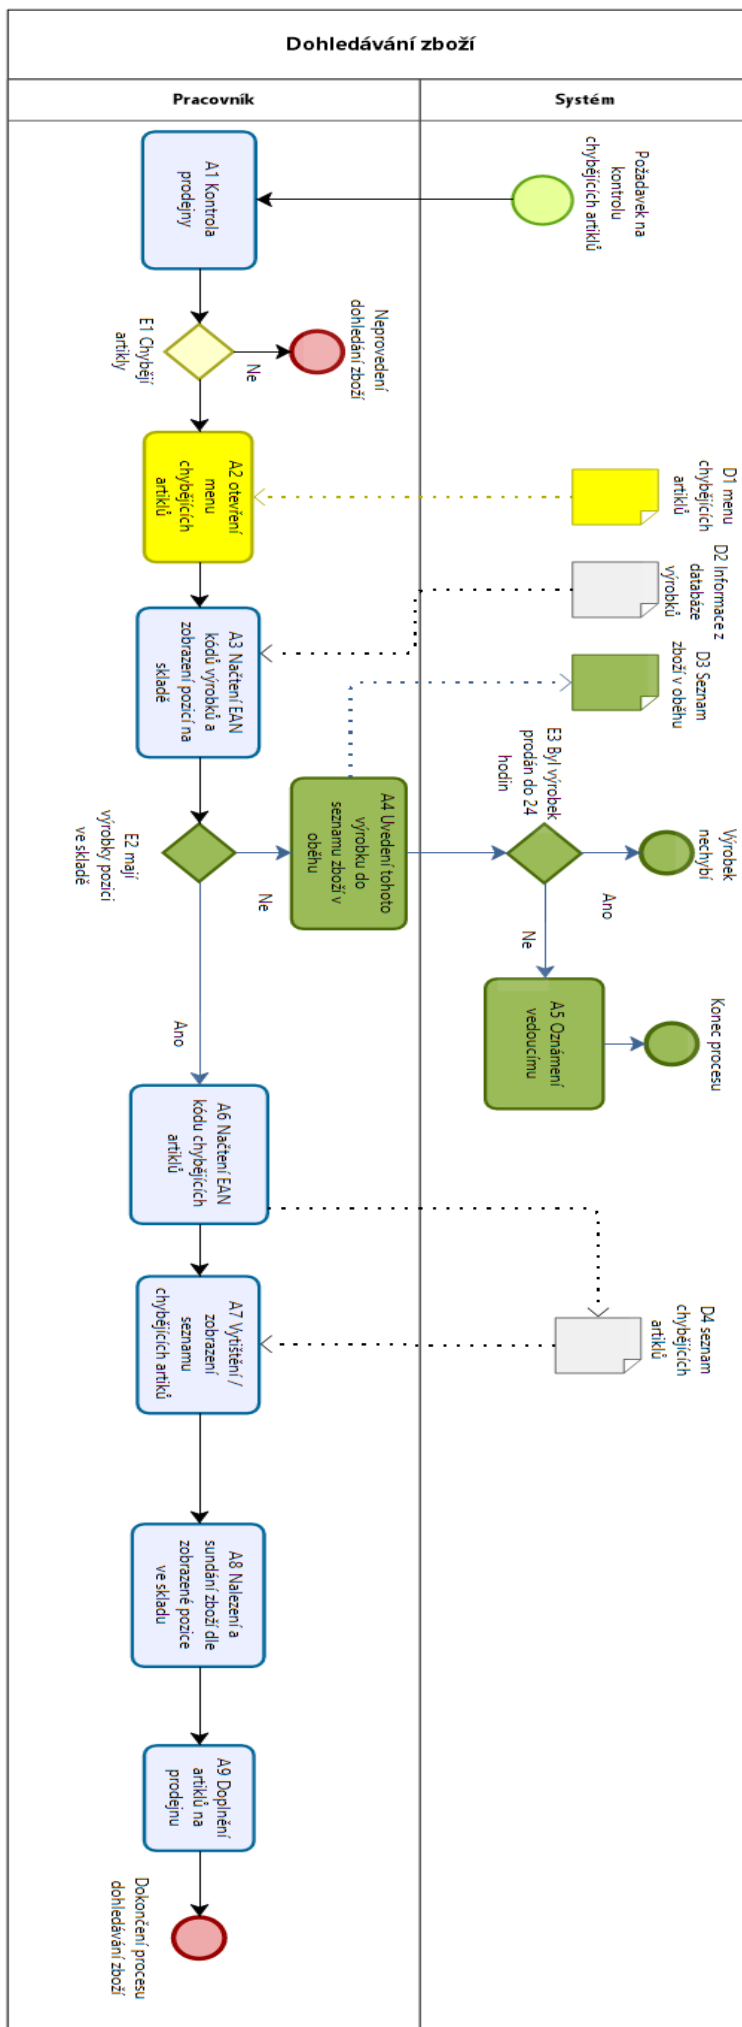 Dohledávání zboží
Pracovník
Systém
Požadavek na
kontrolu
chybějících artiklů
A1 Kontrola
prodejny
E1 Chybějí
artikly
Ne
Neprovedení
dohledání zboží
A2 otevření
menu
chybějících
artiklů
D1 menu
chybějících
artiklů
D2 Informace z
databáze
výrobků
D3 Seznam
zboží v oběhu
A3 Načtení EAN
kódů výrobků a
zobrazení pozicí na
skladě
E2 mají
výrobky pozici
ve skladě
Ne
Ano
A4 Uvedení tohoto
výrobku do
seznamu zboží v
oběhu
E3 Byl výrobek
prodán do 24
hodin
Ano
Ne
Výrobek
nechybí
A5 Oznámení
vedoucímu
Konec procesu
A6 Načtení EAN
kódu chybějících
artiklů
D4 seznam
chybějících
artiklů
A7 Vytištění /
zobrazení
seznamu
chybějících artiků
A8 Nalezení a
sundání zboží dle
zobrazené pozice
ve skladu
A9 Doplnění
artiklů na
prodejnu
Dokončení procesu
dohledávání zboží